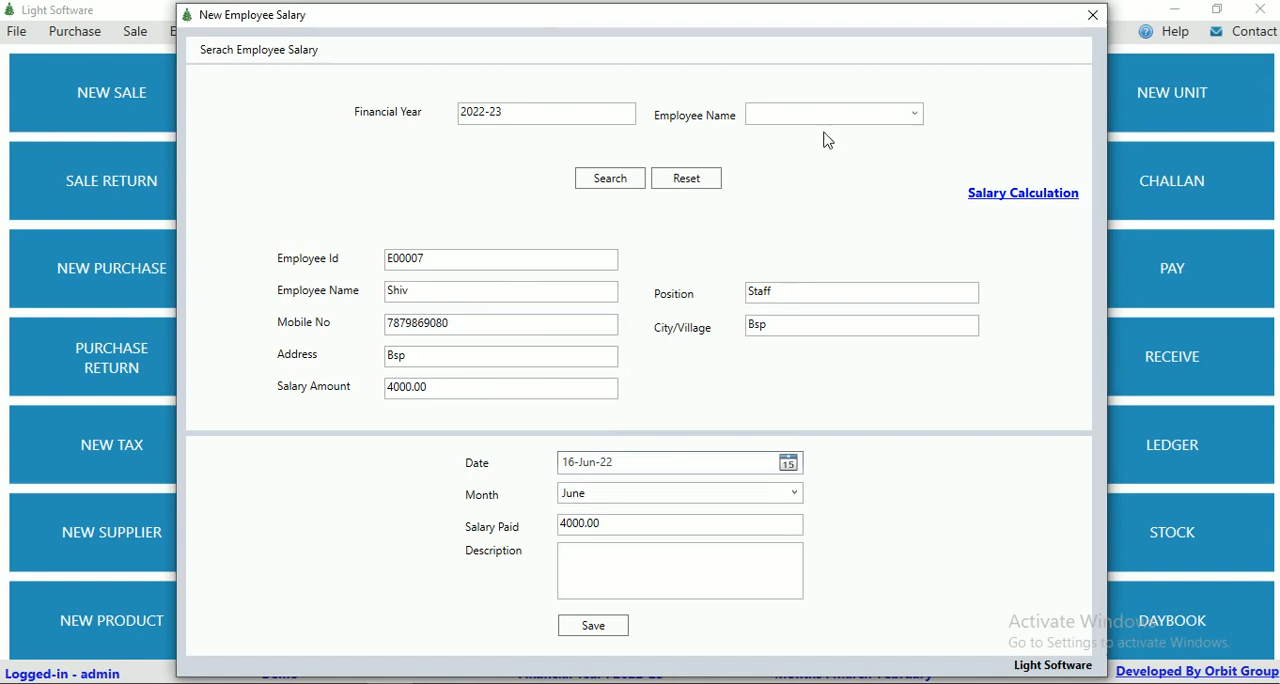 Light Software
New Employee Salary
File Purchase Sale
Help Contact
Serach Employee Salary
Financial Year 2022-23 Employee Name
Search Reset
Salary Calculation
Employee Id E00007
Employee Name Shiv
Position Staff
Mobile No 7879869080
City/Village Bsp
Address Bsp
Salary Amount 4000.00
Date 16-Jun-22 15
Month June
Salary Paid 4000.00
Description
Save
Light Software
NEW SALE
SALE RETURN
NEW PURCHASE
PURCHASE
RETURN
NEW TAX
NEW SUPPLIER
NEW PRODUCT
NEW UNIT
CHALLAN
PAY
RECEIVE
LEDGER
STOCK
DAYBOOK
Activate Windows
Go to Settings to activate Windows.
Logged-in - admin
Developed By Orbit Group